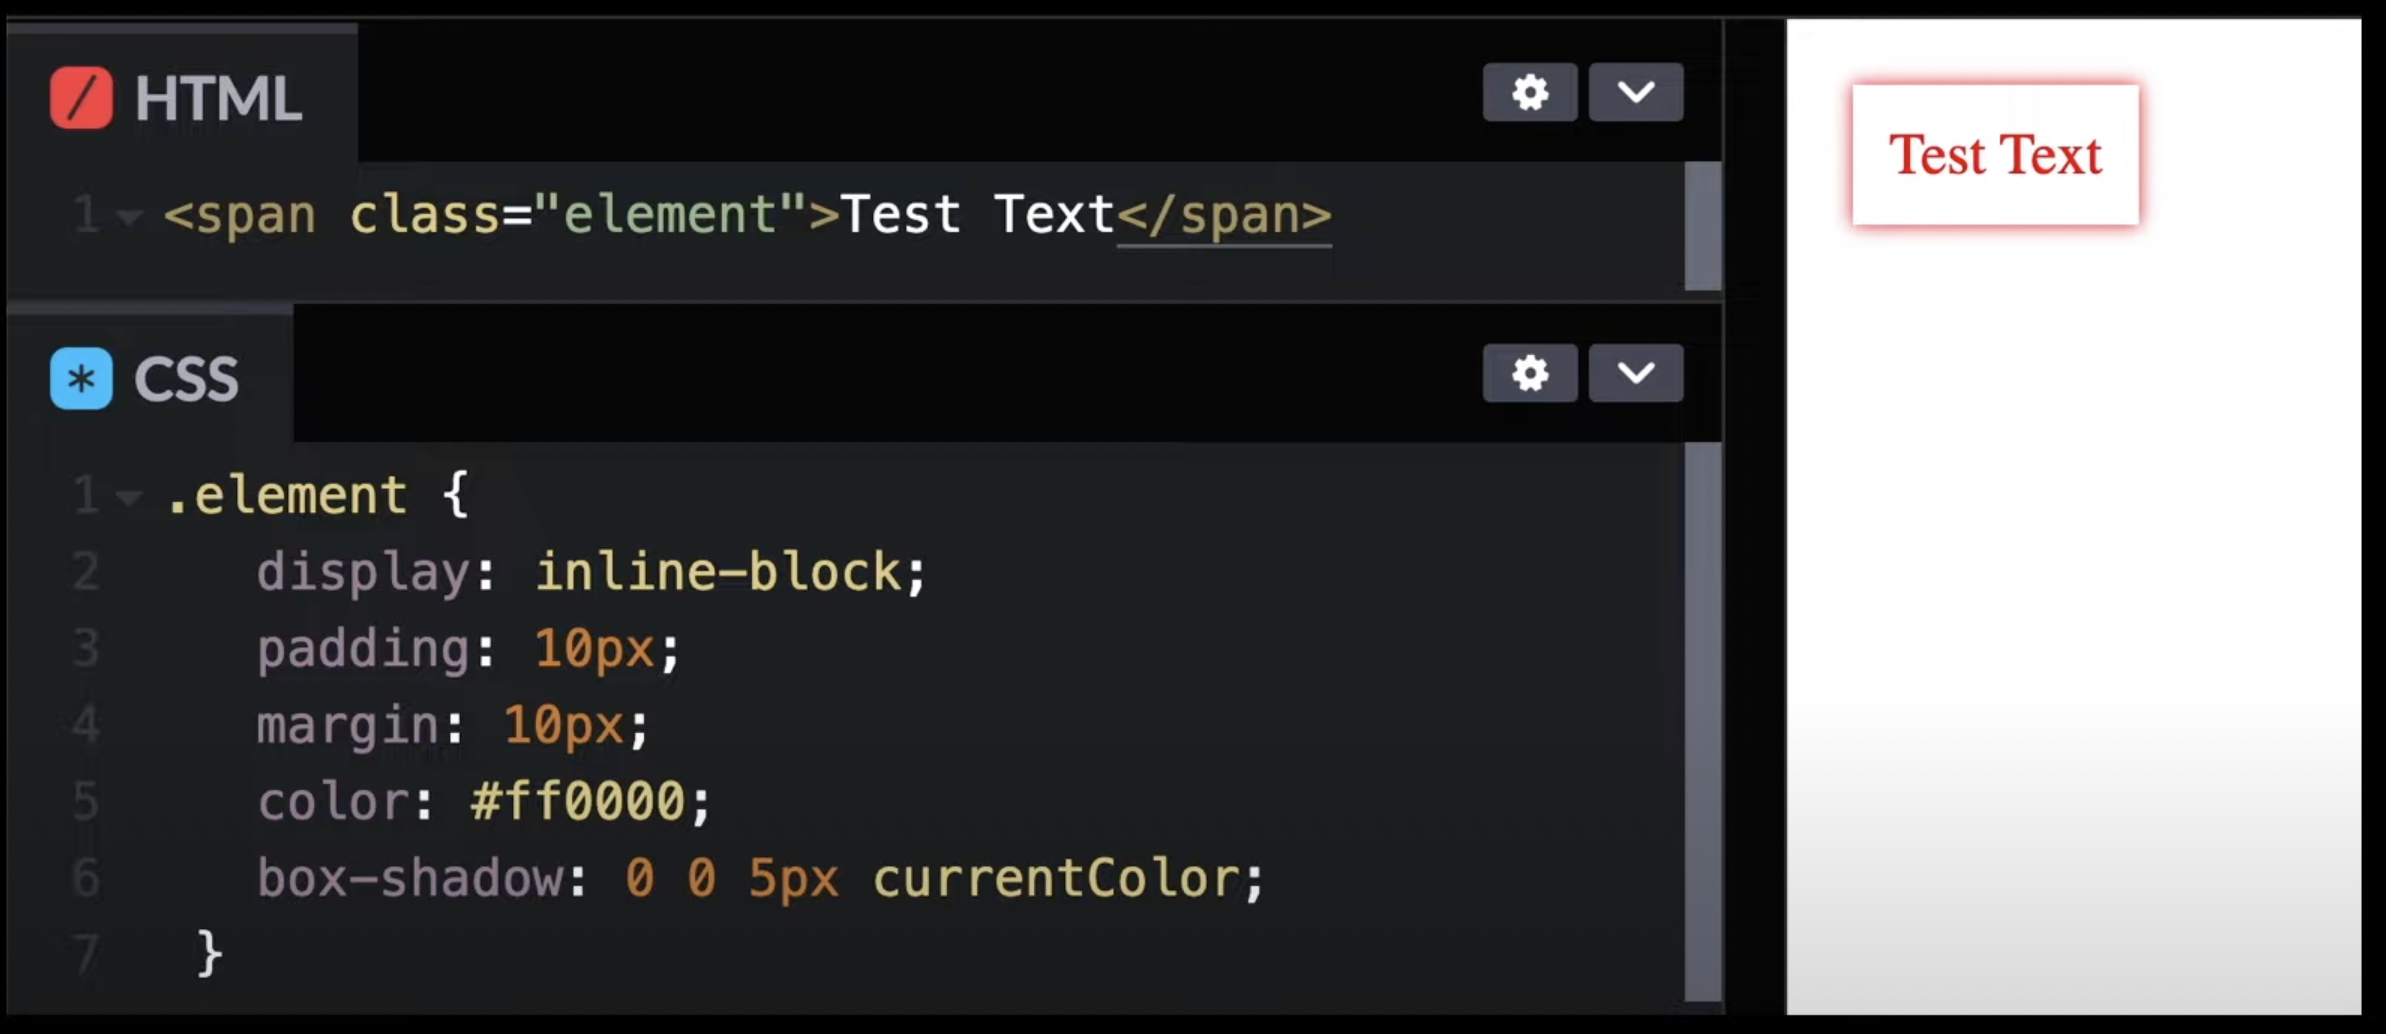 HTML
1 <span class="element">Test Text</span>
CSS
1 .element {
2 display: inline-block;
3 padding: 10px;
4 margin: 10px;
5 color: #ff0000;
6 box-shadow: 0 0 5px currentColor;
7 }
Test Text